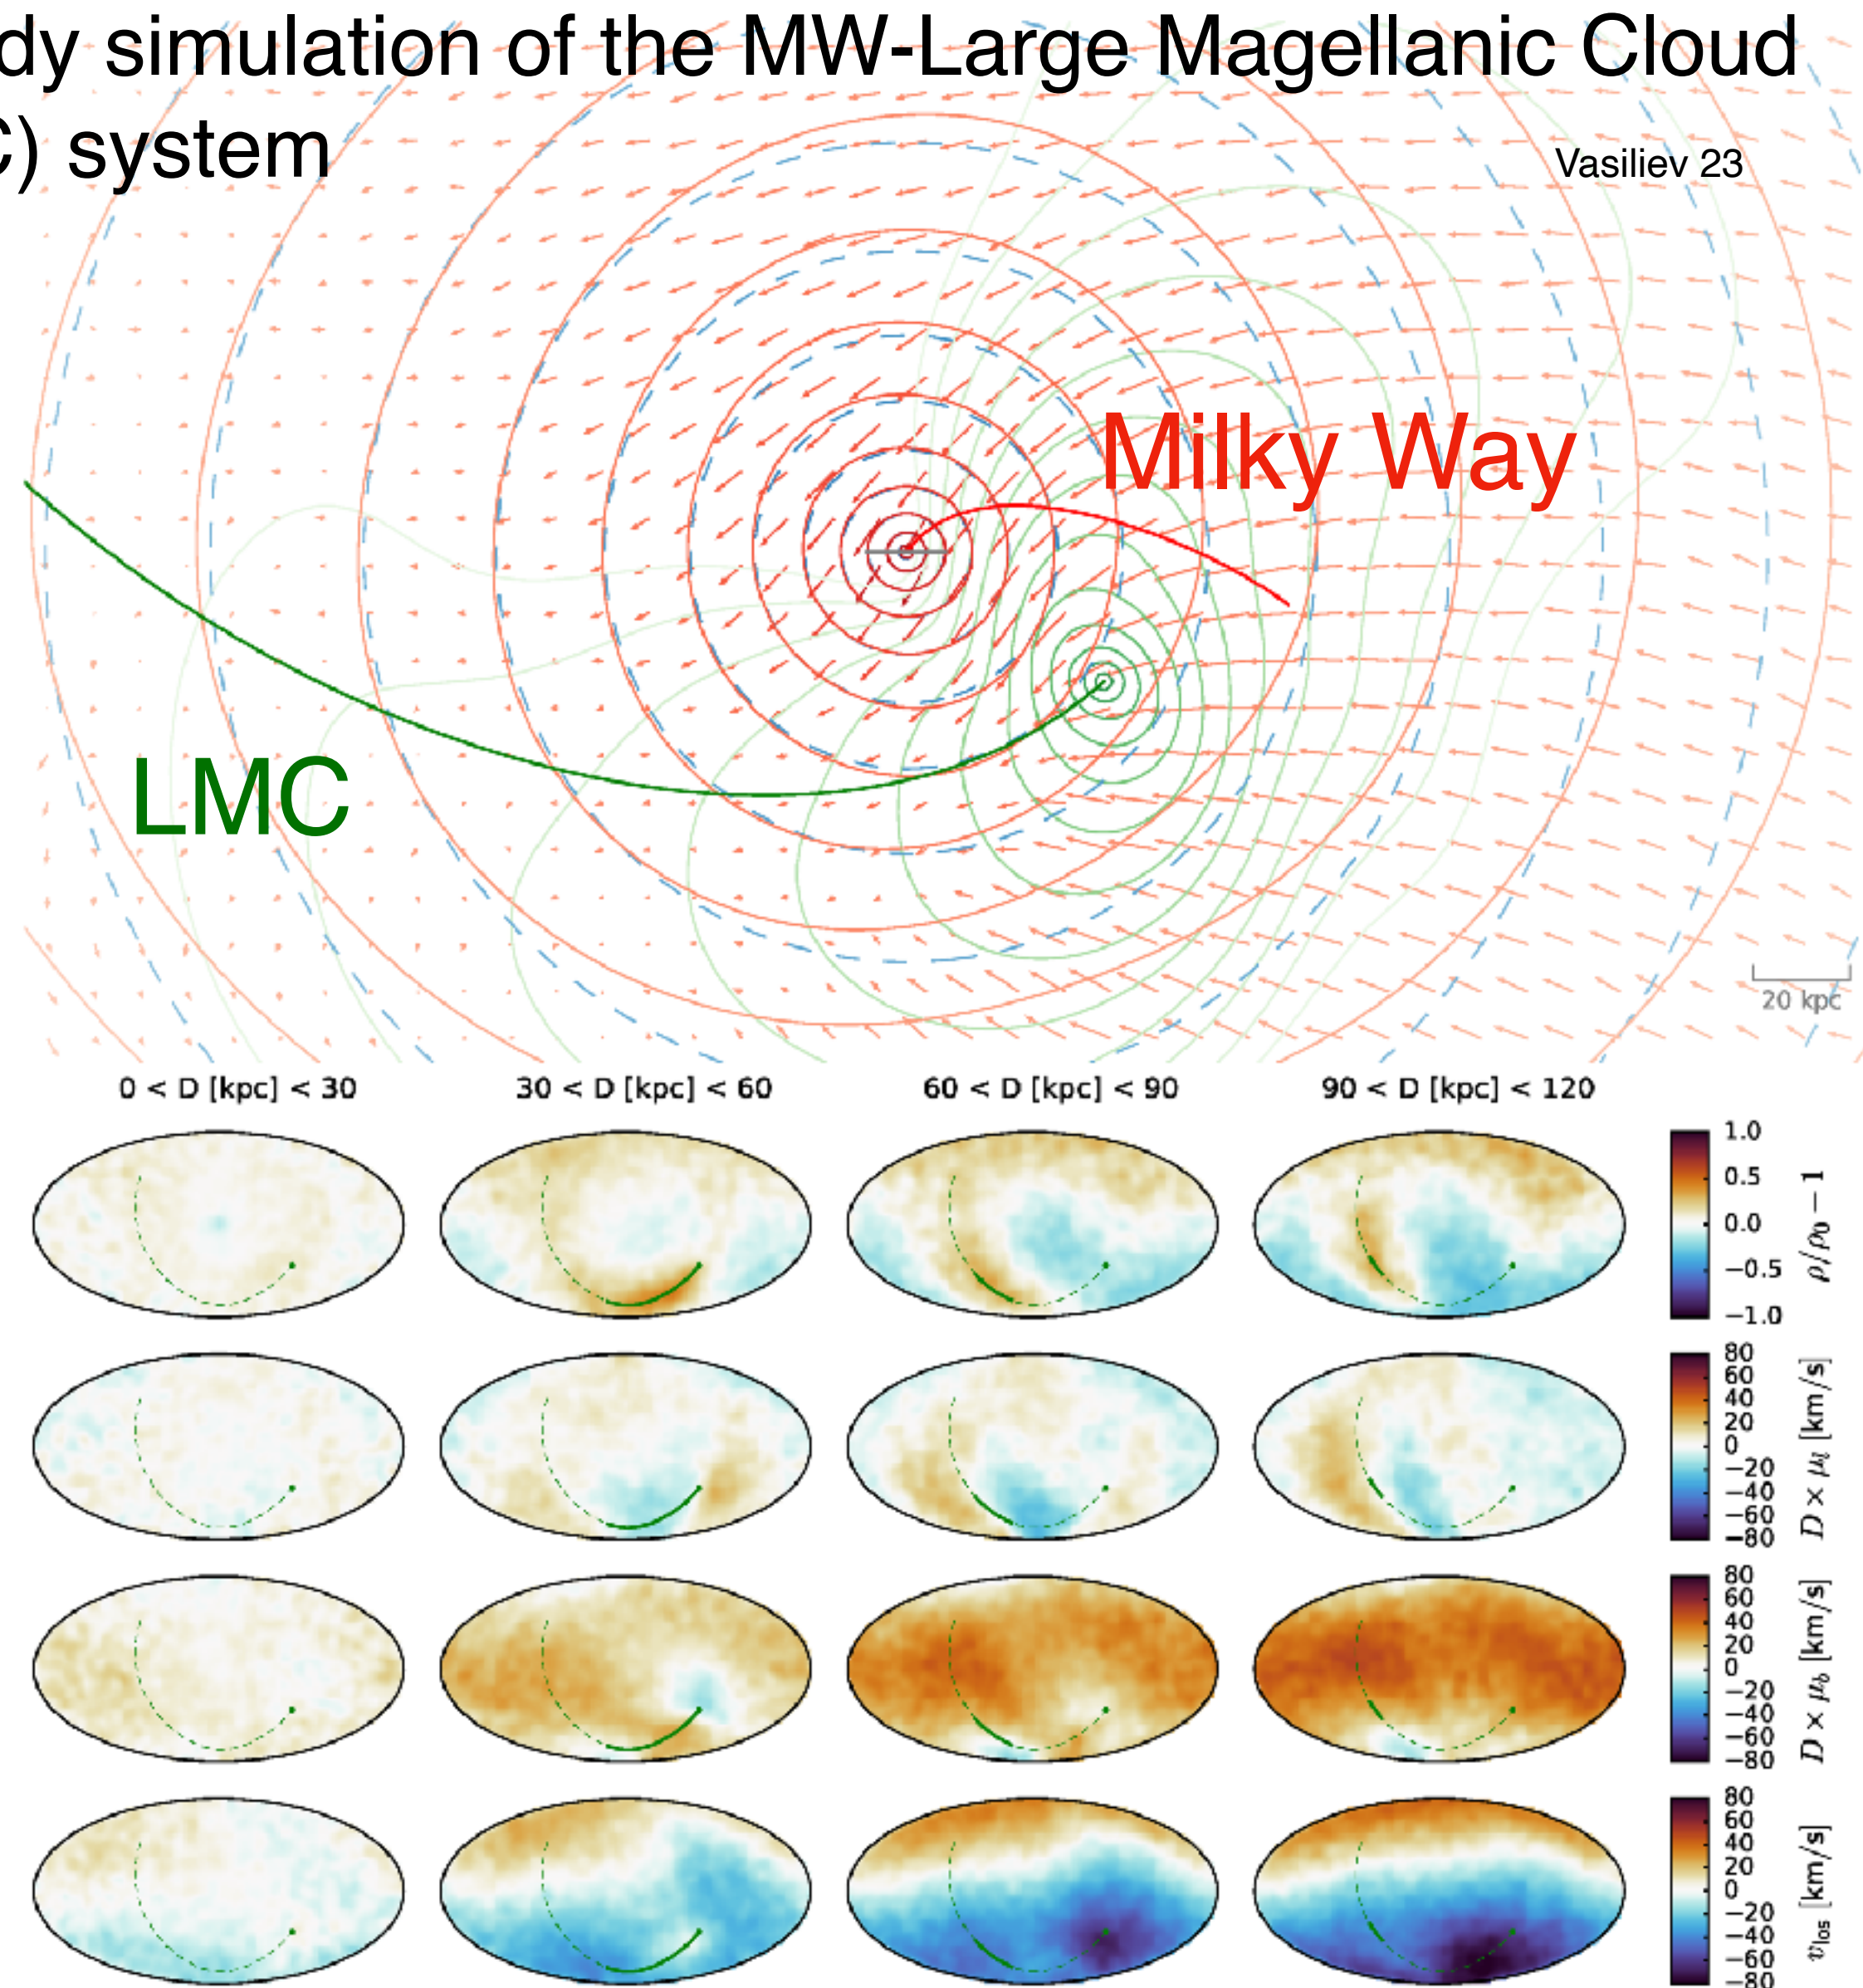 dy simulation of the MW-Large Magellanic Cloud
C) system
Vasiliev 23
Milky Way
LMC
20 kpc
0 < D [kpc] < 30 30 < D [kpc] < 60 60 < D [kpc] < 90 90 < D [kpc] < 120
1.0
0.5
0.0
−0.5
−1.0
ρ/ρ₀ − 1
80
60
40
20
0
−20
−40
−60
−80
D × μₗ [km/s]
80
60
40
20
0
−20
−40
−60
−80
D × μ_b [km/s]
80
60
40
20
0
−20
−40
−60
−80
v_los [km/s]